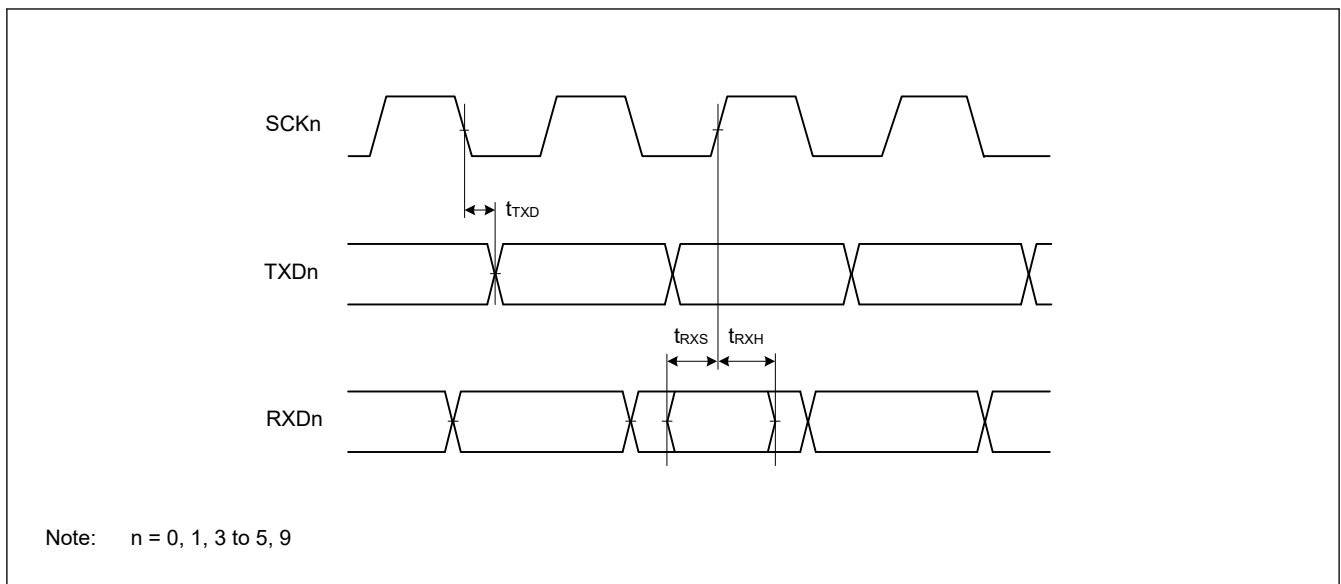 SCKn
tTXD
TXDn
tRXS tRXH
RXDn
Note: n = 0, 1, 3 to 5, 9